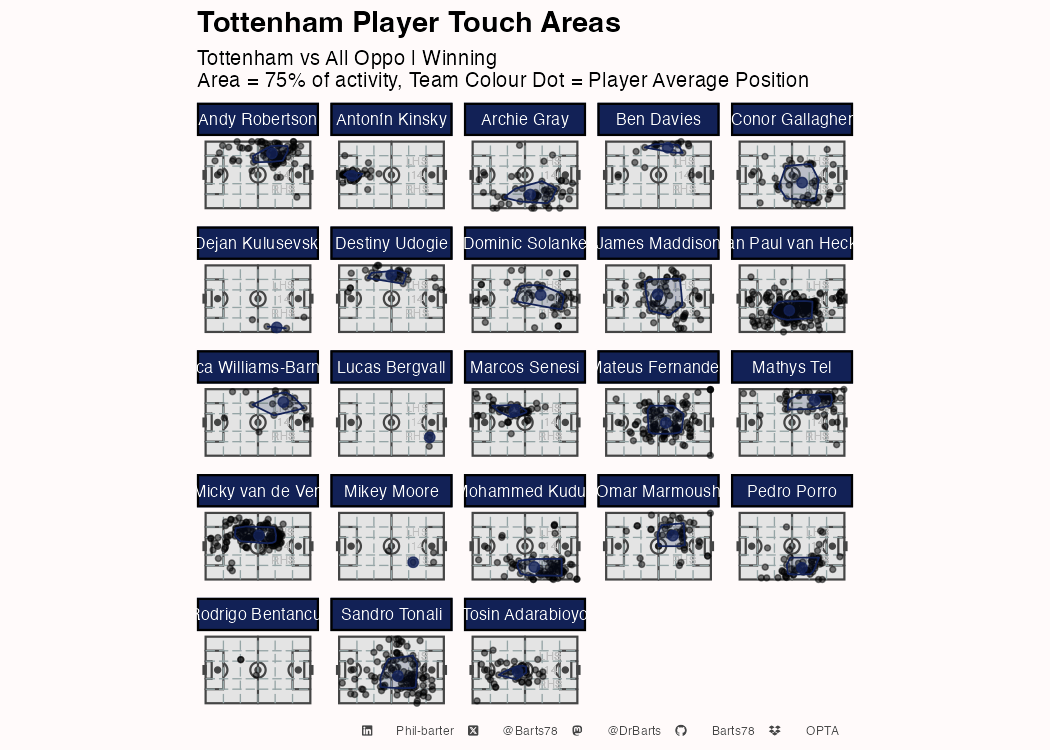 Tottenham Player Touch Areas
Tottenham vs All Oppo | Winning
Area = 75% of activity, Team Colour Dot = Player Average Position
Andy Robertson Antonín Kinsky Archie Gray Ben Davies Conor Gallagher
Dejan Kulusevsk Destiny Udogie Dominic Solanke James Maddison an Paul van Heck
ca Williams-Barn Lucas Bergvall Marcos Senesi Mateus Fernande Mathys Tel
Micky van de Ven Mikey Moore Mohammed Kudu Omar Marmoush Pedro Porro
Rodrigo Bentancu Sandro Tonali Tosin Adarabioyo
Phil-barter @Barts78 @DrBarts Barts78 OPTA